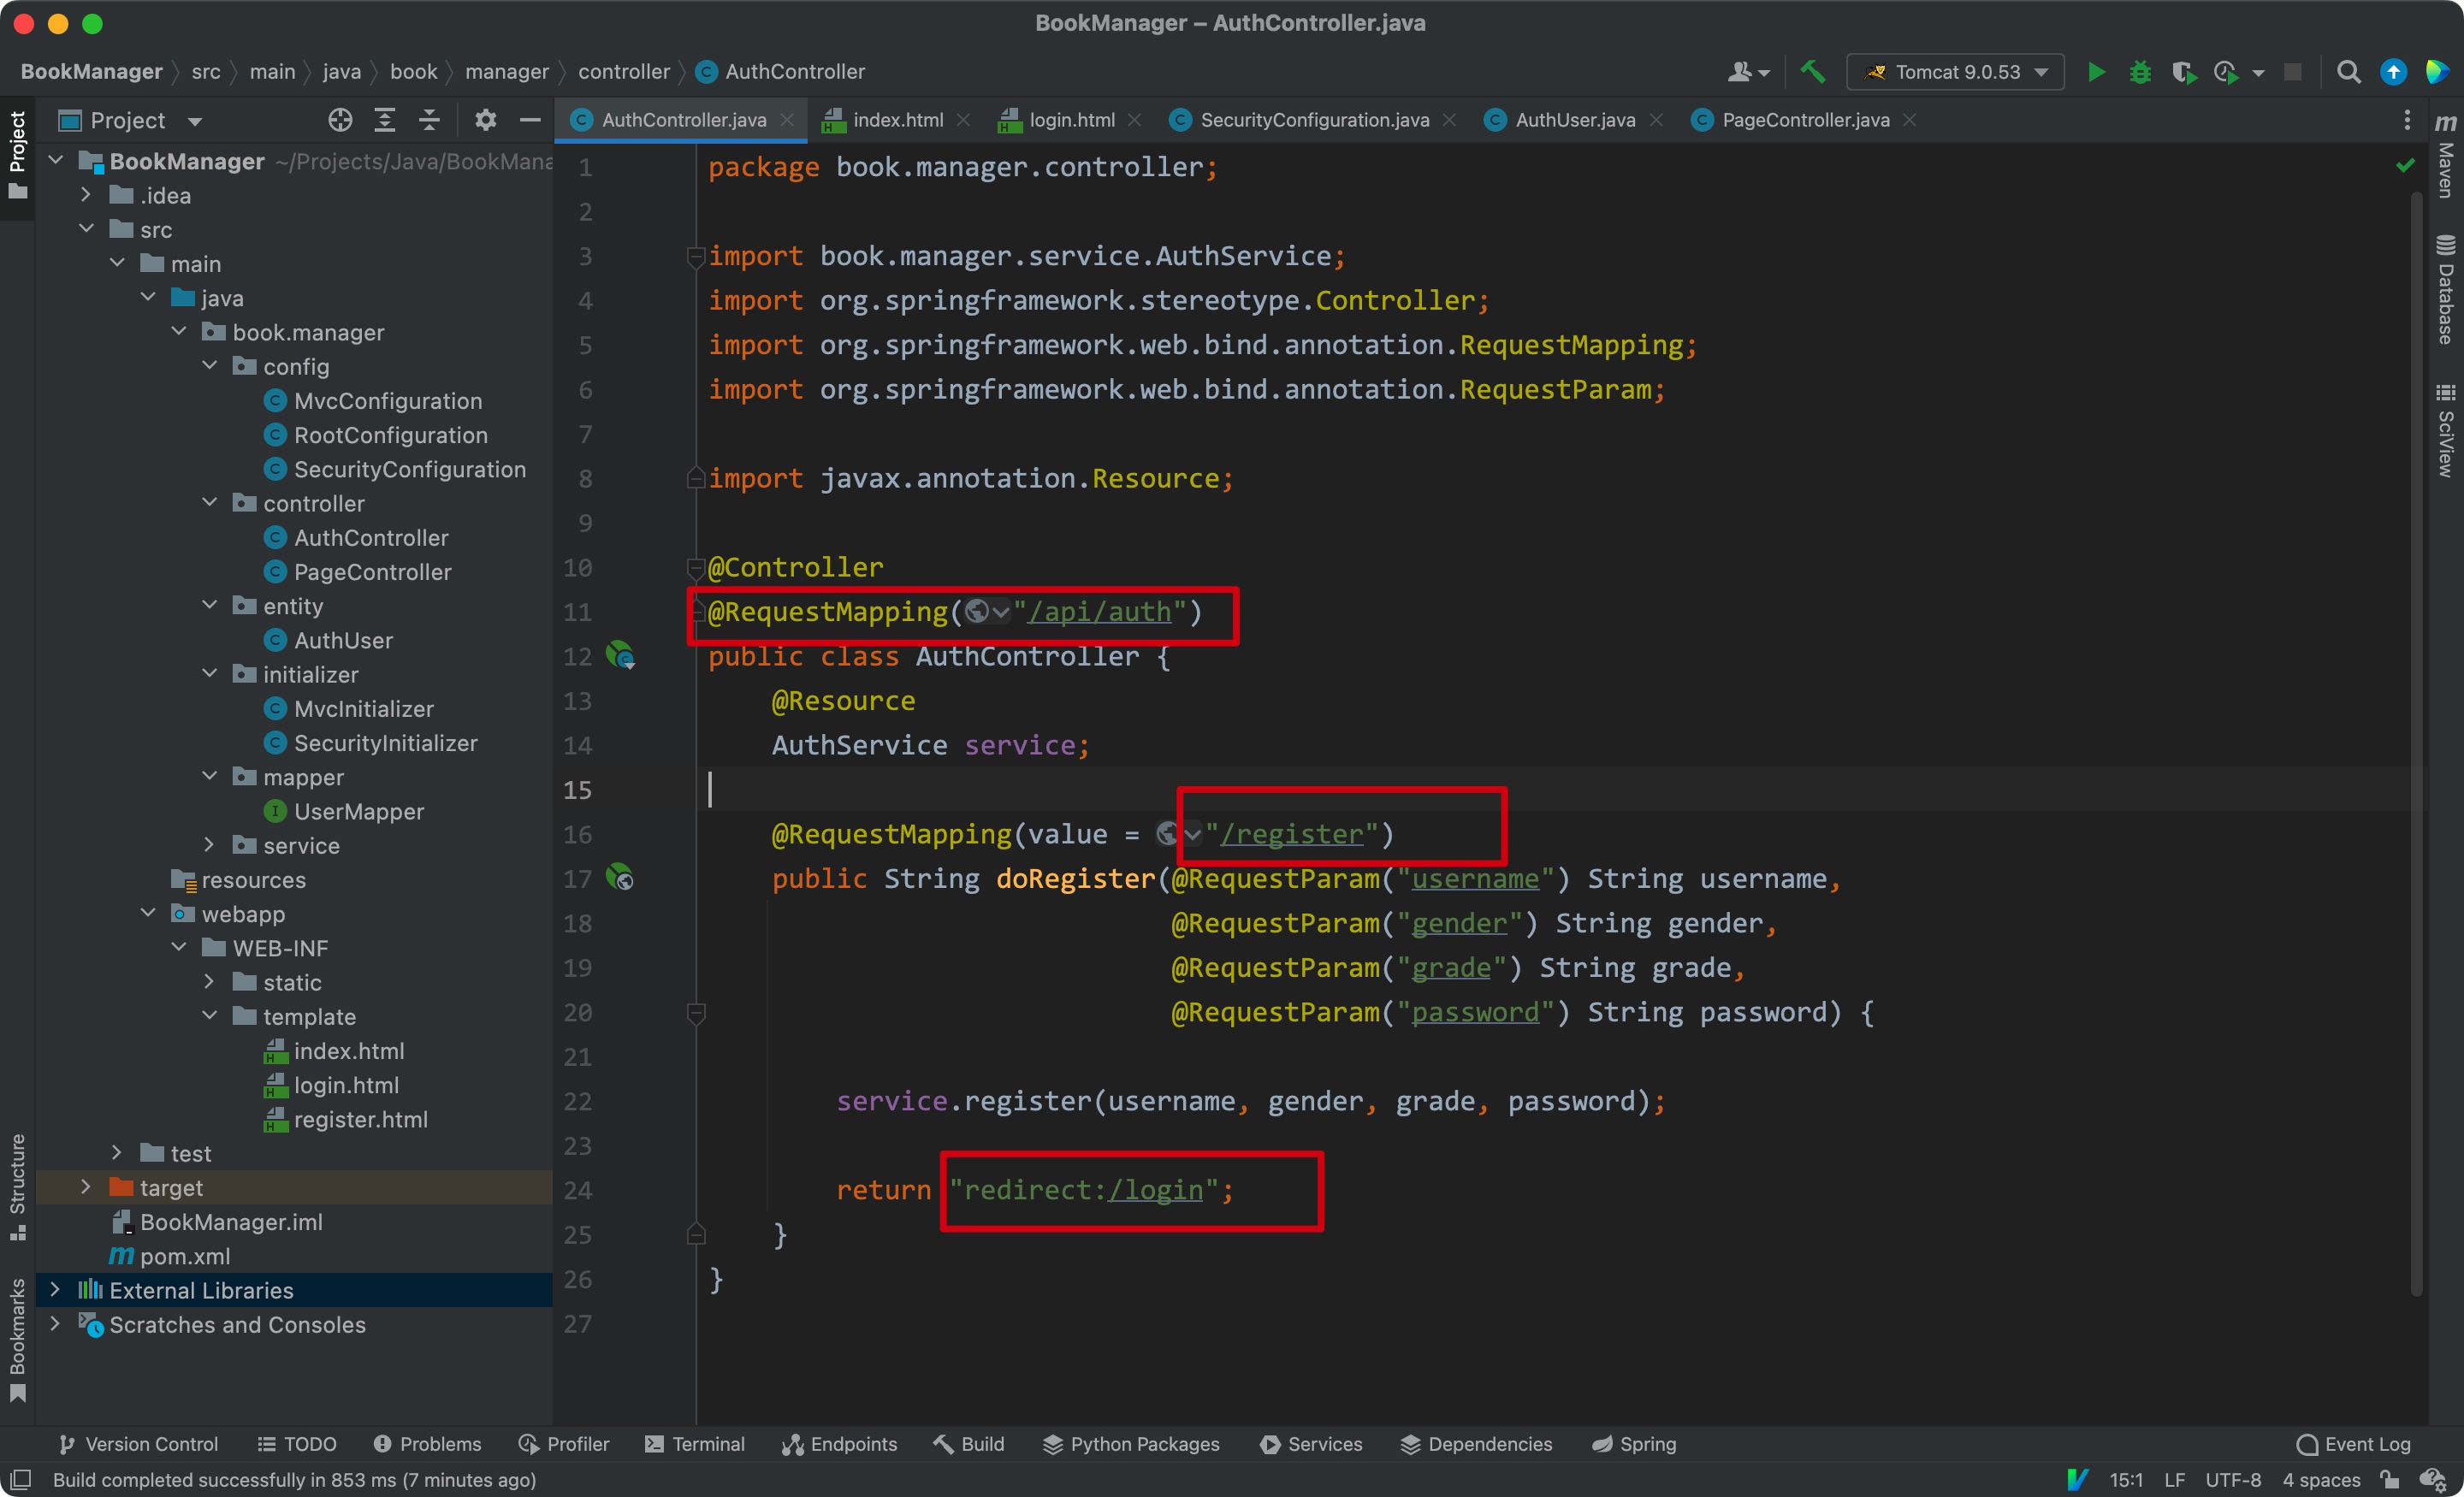 BookManager – AuthController.java
BookManager src main java book manager controller AuthController
Tomcat 9.0.53
Project
AuthController.java index.html login.html SecurityConfiguration.java AuthUser.java PageController.java
Project
Structure
Bookmarks
BookManager ~/Projects/Java/BookMana
.idea
src
main
java
book.manager
config
MvcConfiguration
RootConfiguration
SecurityConfiguration
controller
AuthController
PageController
entity
AuthUser
initializer
MvcInitializer
SecurityInitializer
mapper
UserMapper
service
resources
webapp
WEB-INF
static
template
index.html
login.html
register.html
test
target
BookManager.iml
pom.xml
External Libraries
Scratches and Consoles
1 package book.manager.controller;
2
3 import book.manager.service.AuthService;
4 import org.springframework.stereotype.Controller;
5 import org.springframework.web.bind.annotation.RequestMapping;
6 import org.springframework.web.bind.annotation.RequestParam;
7
8 import javax.annotation.Resource;
9
10 @Controller
11 @RequestMapping("/api/auth")
12 public class AuthController {
13     @Resource
14     AuthService service;
15
16     @RequestMapping(value = "/register")
17     public String doRegister(@RequestParam("username") String username,
18                              @RequestParam("gender") String gender,
19                              @RequestParam("grade") String grade,
20                              @RequestParam("password") String password) {
21
22         service.register(username, gender, grade, password);
23
24         return "redirect:/login";
25     }
26 }
27
Maven
Database
SciView
Version Control TODO Problems Profiler Terminal Endpoints Build Python Packages Services Dependencies Spring Event Log
Build completed successfully in 853 ms (7 minutes ago) 15:1 LF UTF-8 4 spaces